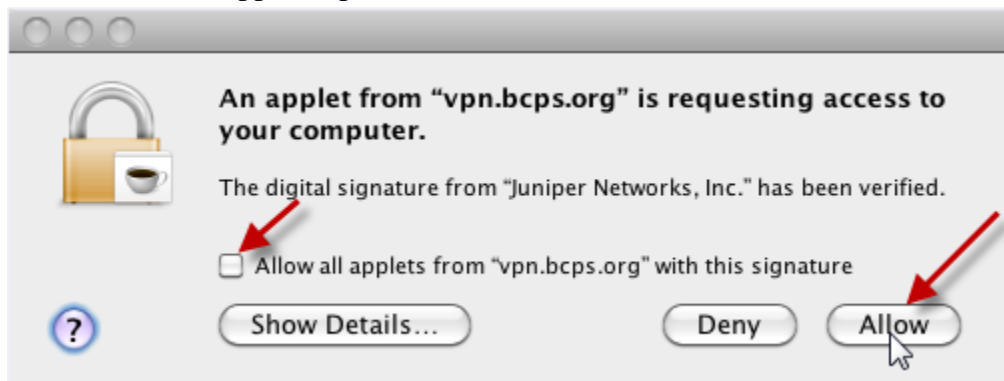 An applet from “vpn.bcps.org” is requesting access to
your computer.
The digital signature from “Juniper Networks, Inc.” has been verified.
Allow all applets from “vpn.bcps.org” with this signature
?
Show Details...
Deny
Allow